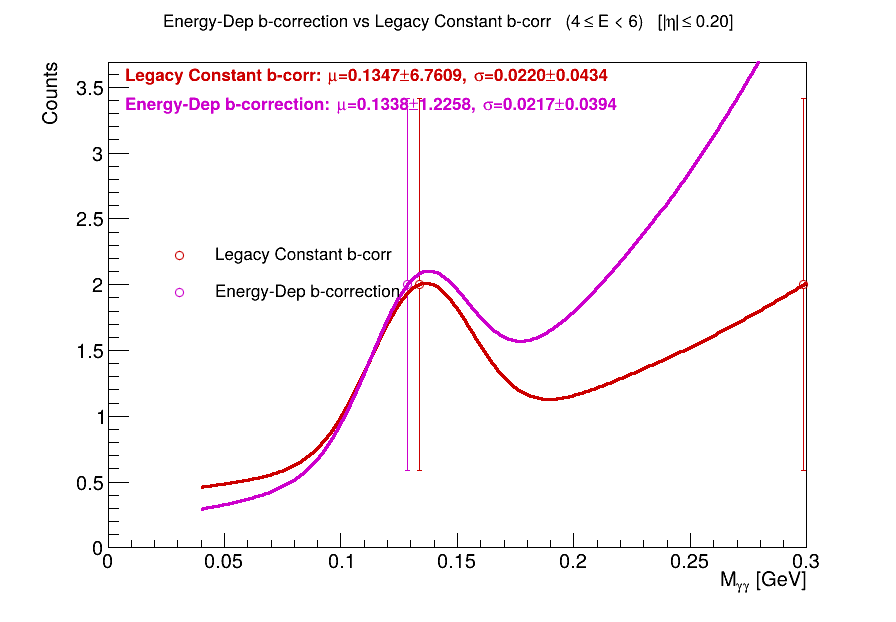 Energy-Dep b-correction vs Legacy Constant b-corr (4 ≤ E < 6) [|η| ≤ 0.20]
Counts
Legacy Constant b-corr: μ=0.1347±6.7609, σ=0.0220±0.0434
Energy-Dep b-correction: μ=0.1338±1.2258, σ=0.0217±0.0394
Legacy Constant b-corr
Energy-Dep b-correction
3.5
3
2.5
2
1.5
1
0.5
0
0 0.05 0.1 0.15 0.2 0.25 0.3
Mγγ [GeV]